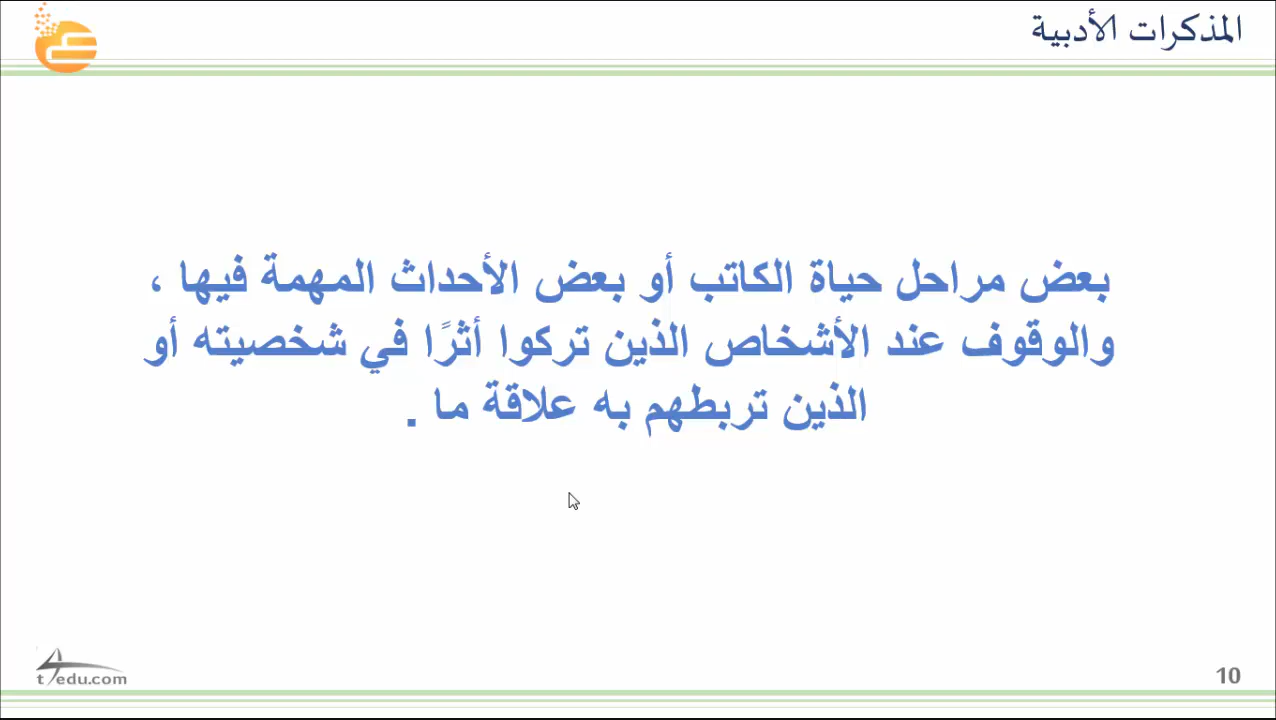 المذكرات الأدبية
بعض مراحل حياة الكاتب أو بعض الأحداث المهمة فيها ،
والوقوف عند الأشخاص الذين تركوا أثرًا في شخصيته أو
الذين تربطهم به علاقة ما .
t4edu.com
10